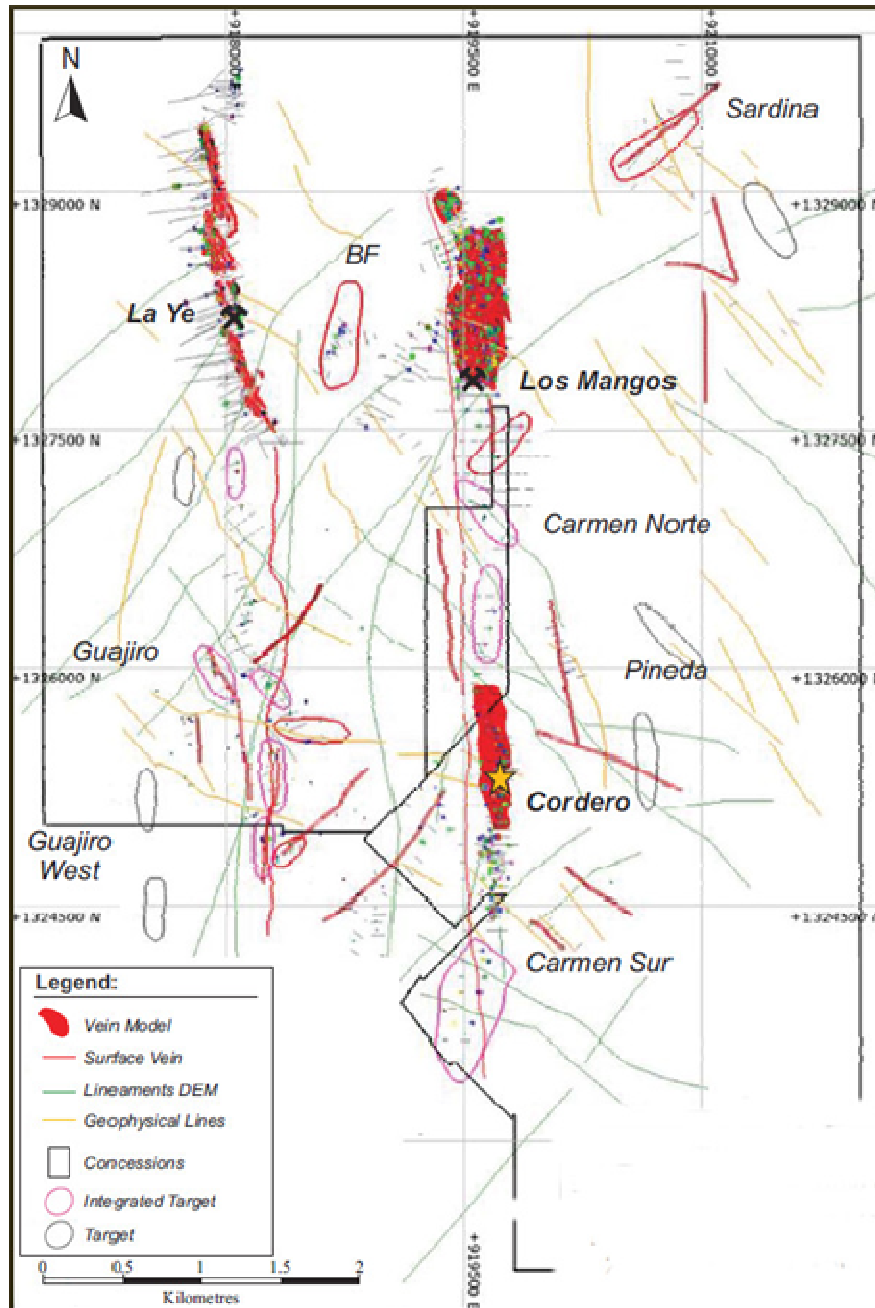 +918000 E
+919500 E
+921000 E
N
Sardina
+1329000 N
+1329000 N
BF
La Ye
Los Mangos
+1327500 N
+1327500 N
Carmen Norte
Guajiro
Pineda
+1326000 N
+1326000 N
Cordero
Guajiro
West
+1324500 N
+1324500 N
Carmen Sur
Legend:
Vein Model
Surface Vein
Lineaments DEM
Geophysical Lines
Concessions
Integrated Target
Target
0 0.5 1 1.5 2
Kilometres
+919500 E